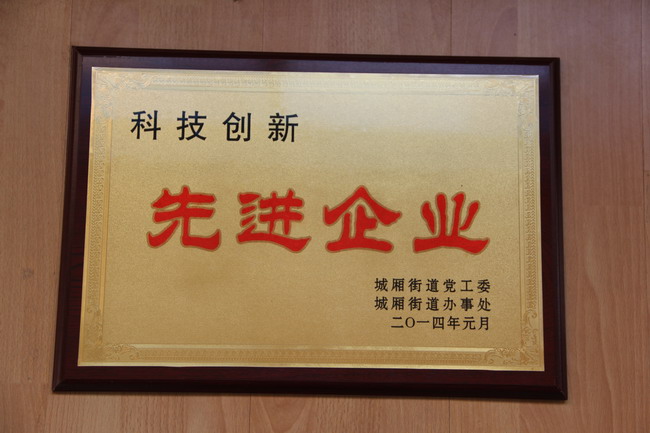 科技创新
先进企业
城厢街道党工委
城厢街道办事处
二〇一四年元月